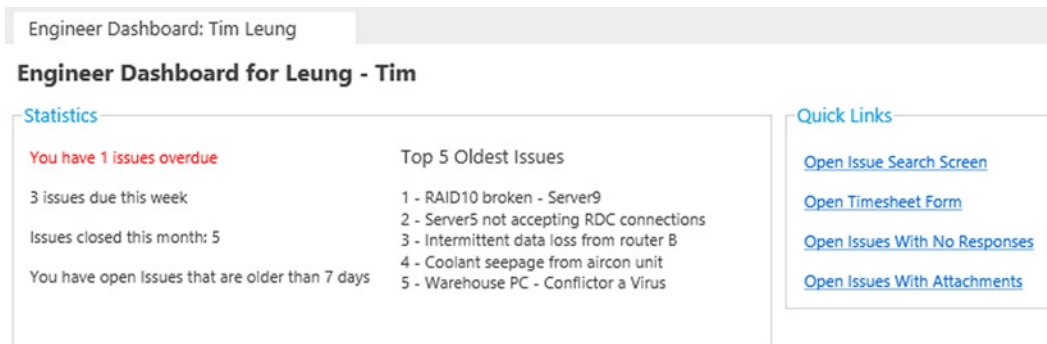 Engineer Dashboard: Tim Leung
Engineer Dashboard for Leung - Tim
Statistics
You have 1 issues overdue
3 issues due this week
Issues closed this month: 5
You have open Issues that are older than 7 days
Top 5 Oldest Issues
1 - RAID10 broken - Server9
2 - Server5 not accepting RDC connections
3 - Intermittent data loss from router B
4 - Coolant seepage from aircon unit
5 - Warehouse PC - Conflictor a Virus
Quick Links
Open Issue Search Screen
Open Timesheet Form
Open Issues With No Responses
Open Issues With Attachments